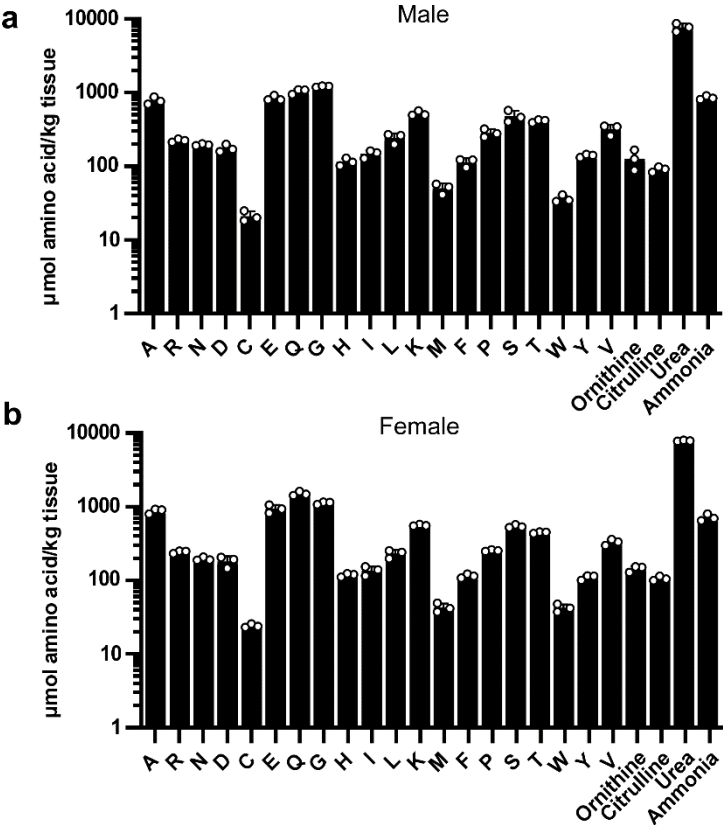 a
Male
µmol amino acid/kg tissue
10000
1000
100
10
1
A R N D C E Q G H I L K M F P S T W Y V Ornithine Citrulline Urea Ammonia
b
Female
µmol amino acid/kg tissue
10000
1000
100
10
1
A R N D C E Q G H I L K M F P S T W Y V Ornithine Citrulline Urea Ammonia